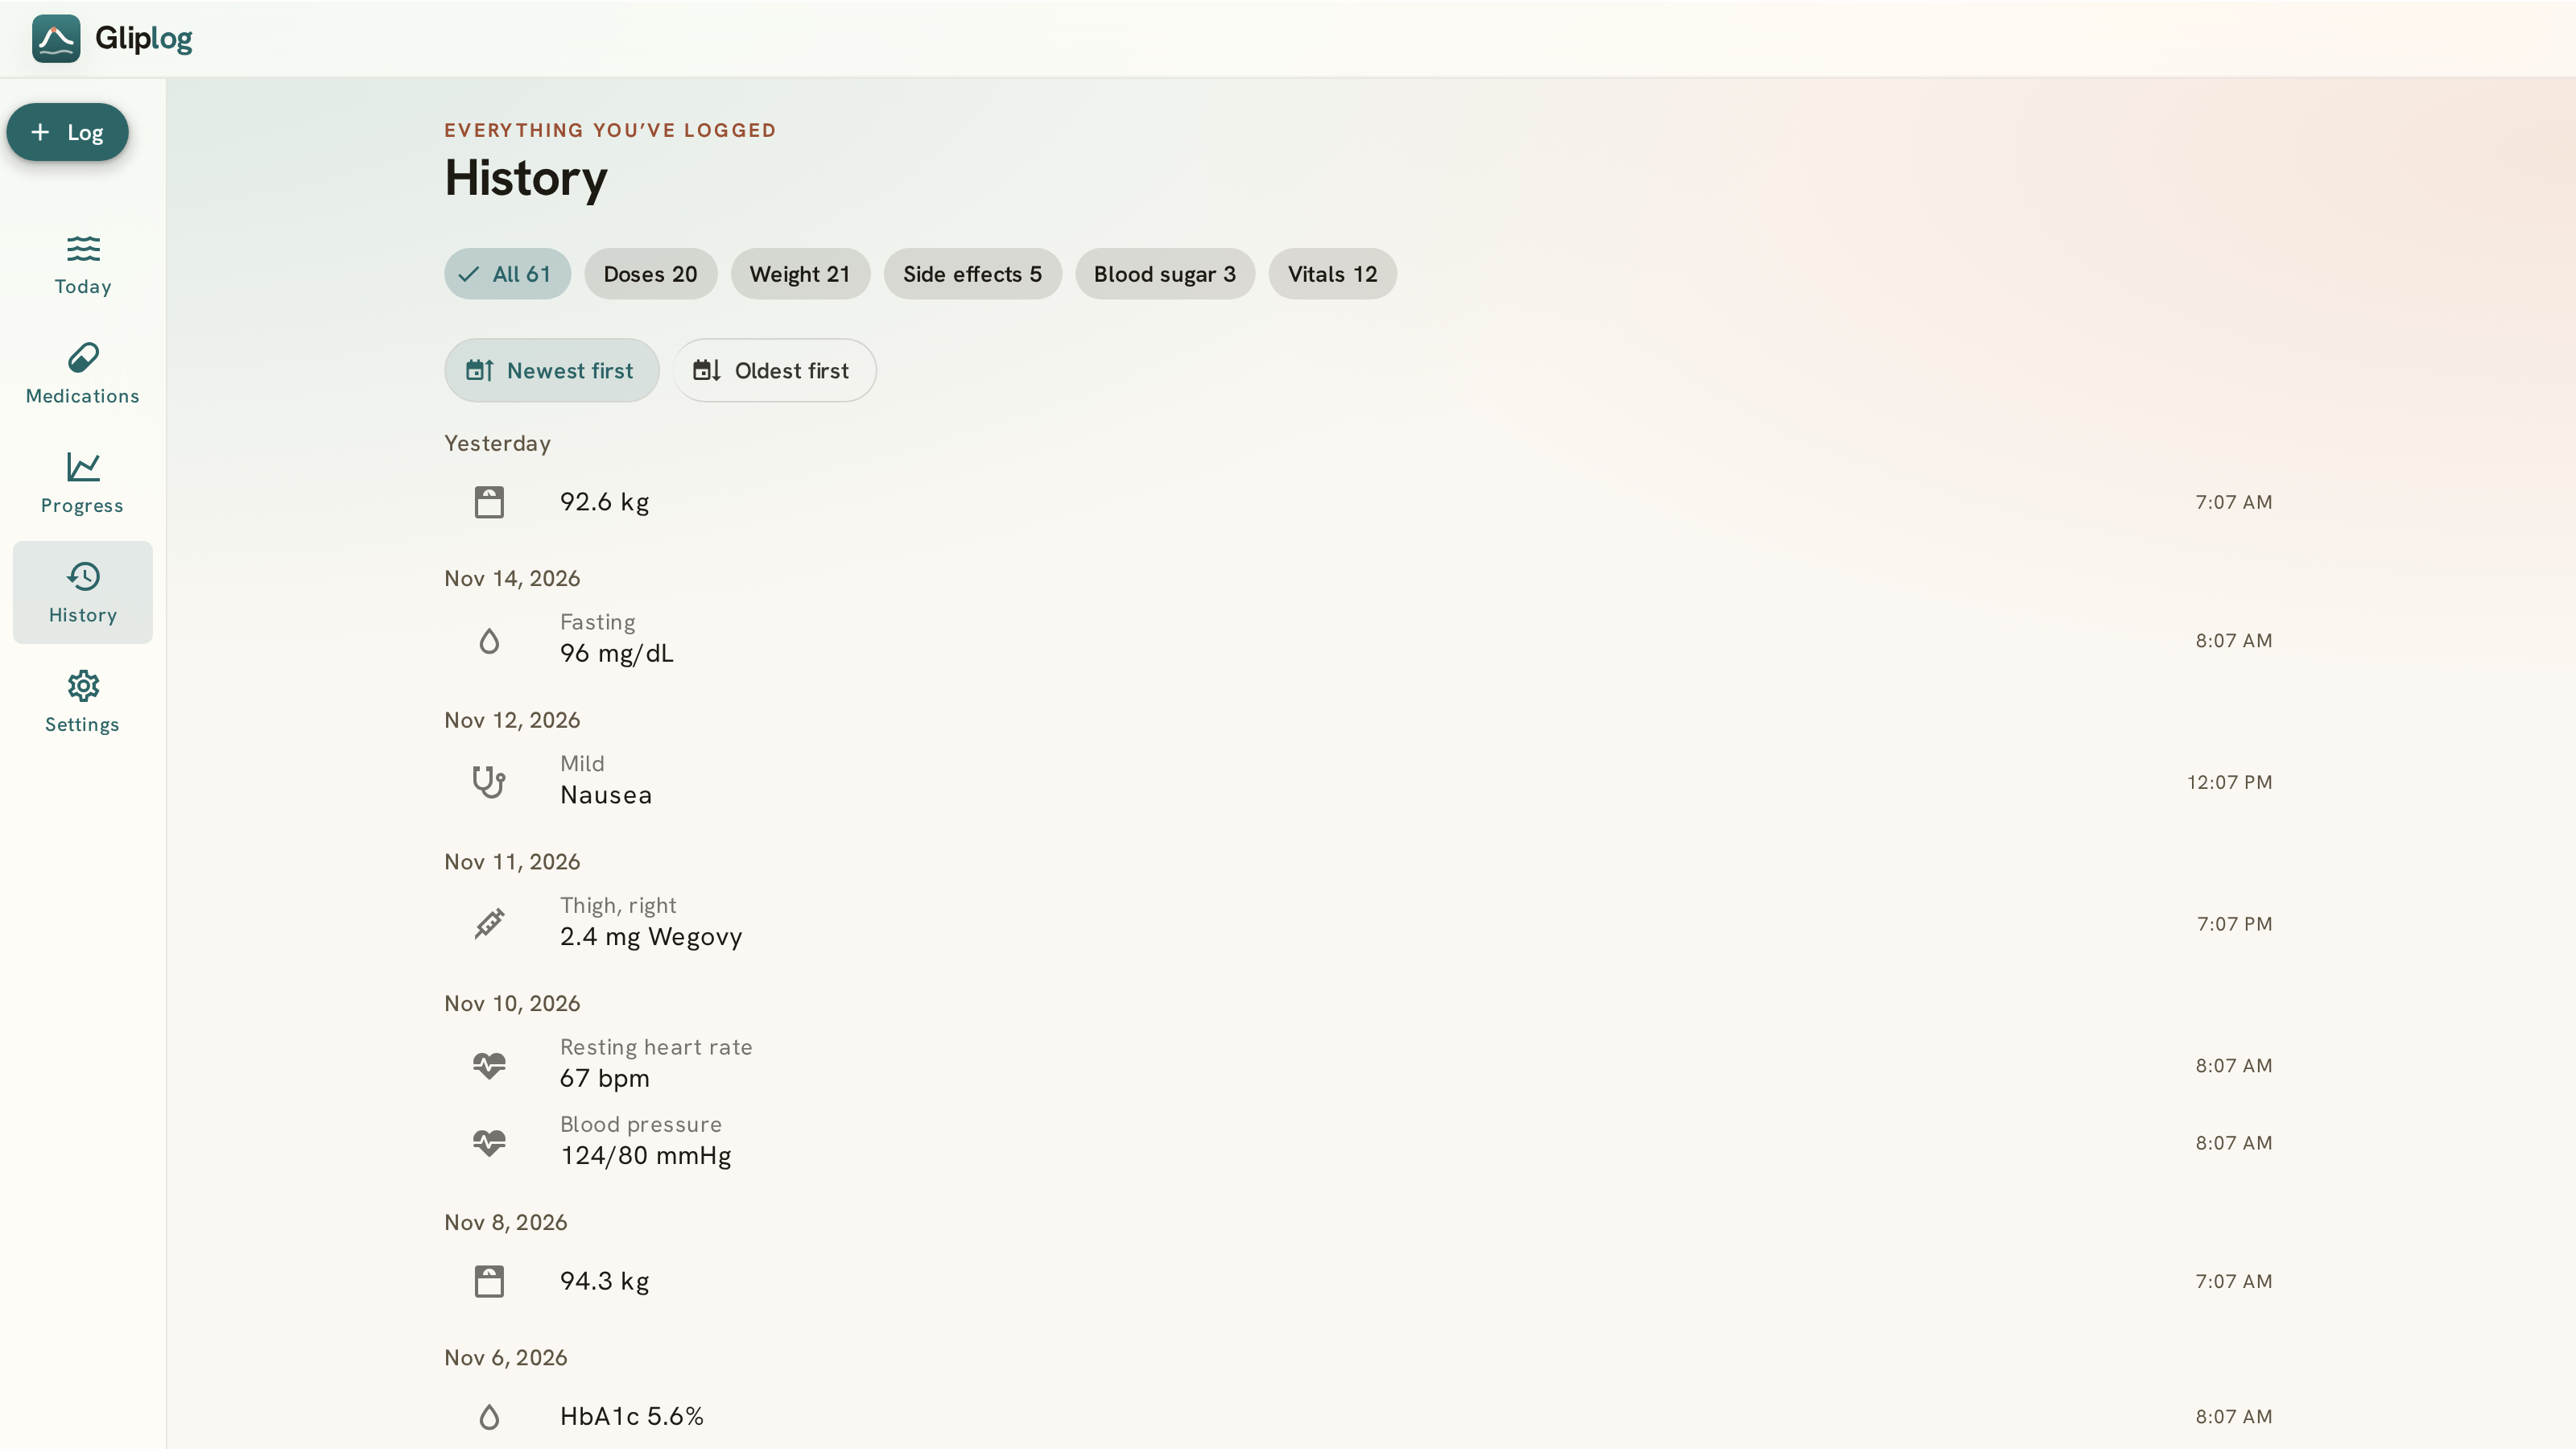 Gliplog
+ Log
Today
Medications
Progress
History
Settings
EVERYTHING YOU’VE LOGGED
History
All 61 Doses 20 Weight 21 Side effects 5 Blood sugar 3 Vitals 12
Newest first Oldest first
Yesterday
92.6 kg 7:07 AM
Nov 14, 2026
Fasting
96 mg/dL 8:07 AM
Nov 12, 2026
Mild
Nausea 12:07 PM
Nov 11, 2026
Thigh, right
2.4 mg Wegovy 7:07 PM
Nov 10, 2026
Resting heart rate
67 bpm 8:07 AM
Blood pressure
124/80 mmHg 8:07 AM
Nov 8, 2026
94.3 kg 7:07 AM
Nov 6, 2026
HbA1c 5.6% 8:07 AM